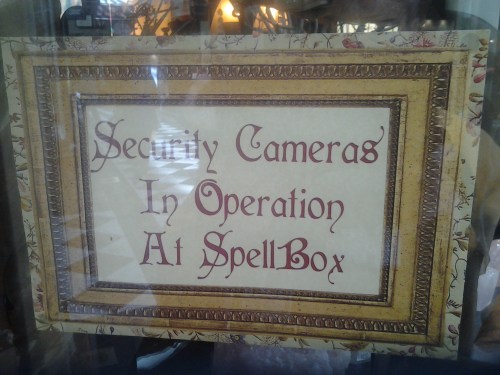 Security Cameras
In Operation
At SpellBox